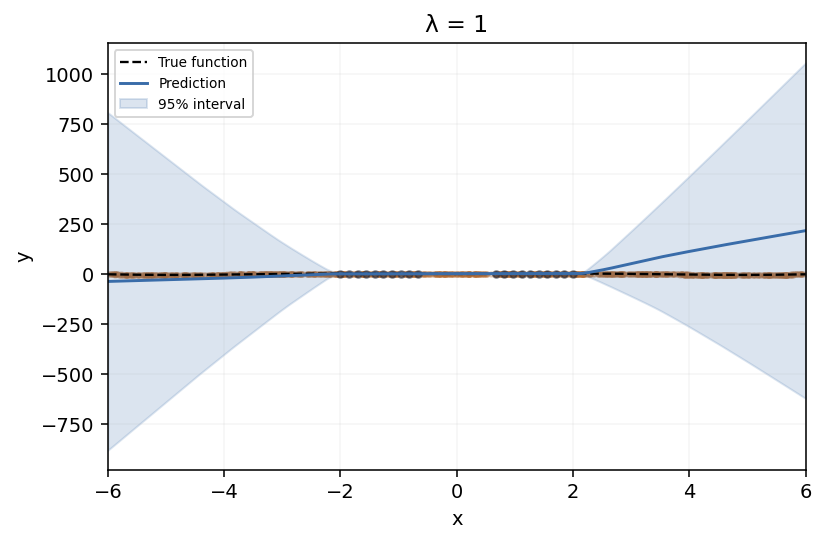 λ = 1
True function
Prediction
95% interval
1000
750
500
250
0
−250
−500
−750
y
−6 −4 −2 0 2 4 6
x